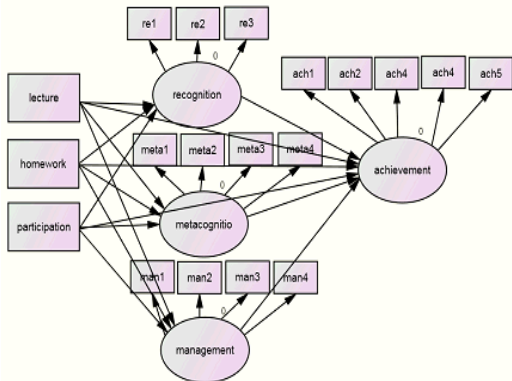 re1
re2
re3
0
recognition
ach1
ach2
ach4
ach4
ach5
0
achievement
lecture
homework
participation
meta1
meta2
meta3
meta4
0
metacognitio
man1
man2
man3
man4
0
management